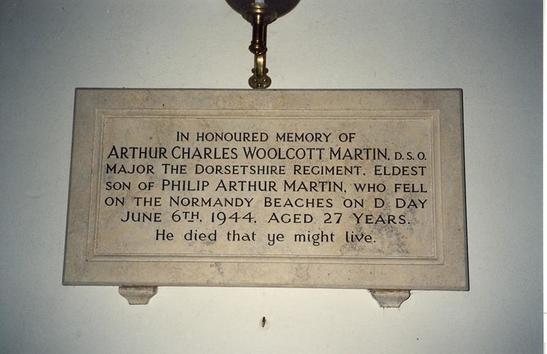 IN HONOURED MEMORY OF
ARTHUR CHARLES WOOLCOTT MARTIN, D.S.O.
MAJOR THE DORSETSHIRE REGIMENT. ELDEST
SON OF PHILIP ARTHUR MARTIN, WHO FELL
ON THE NORMANDY BEACHES ON D DAY
JUNE 6TH, 1944. AGED 27 YEARS.
He died that ye might live.